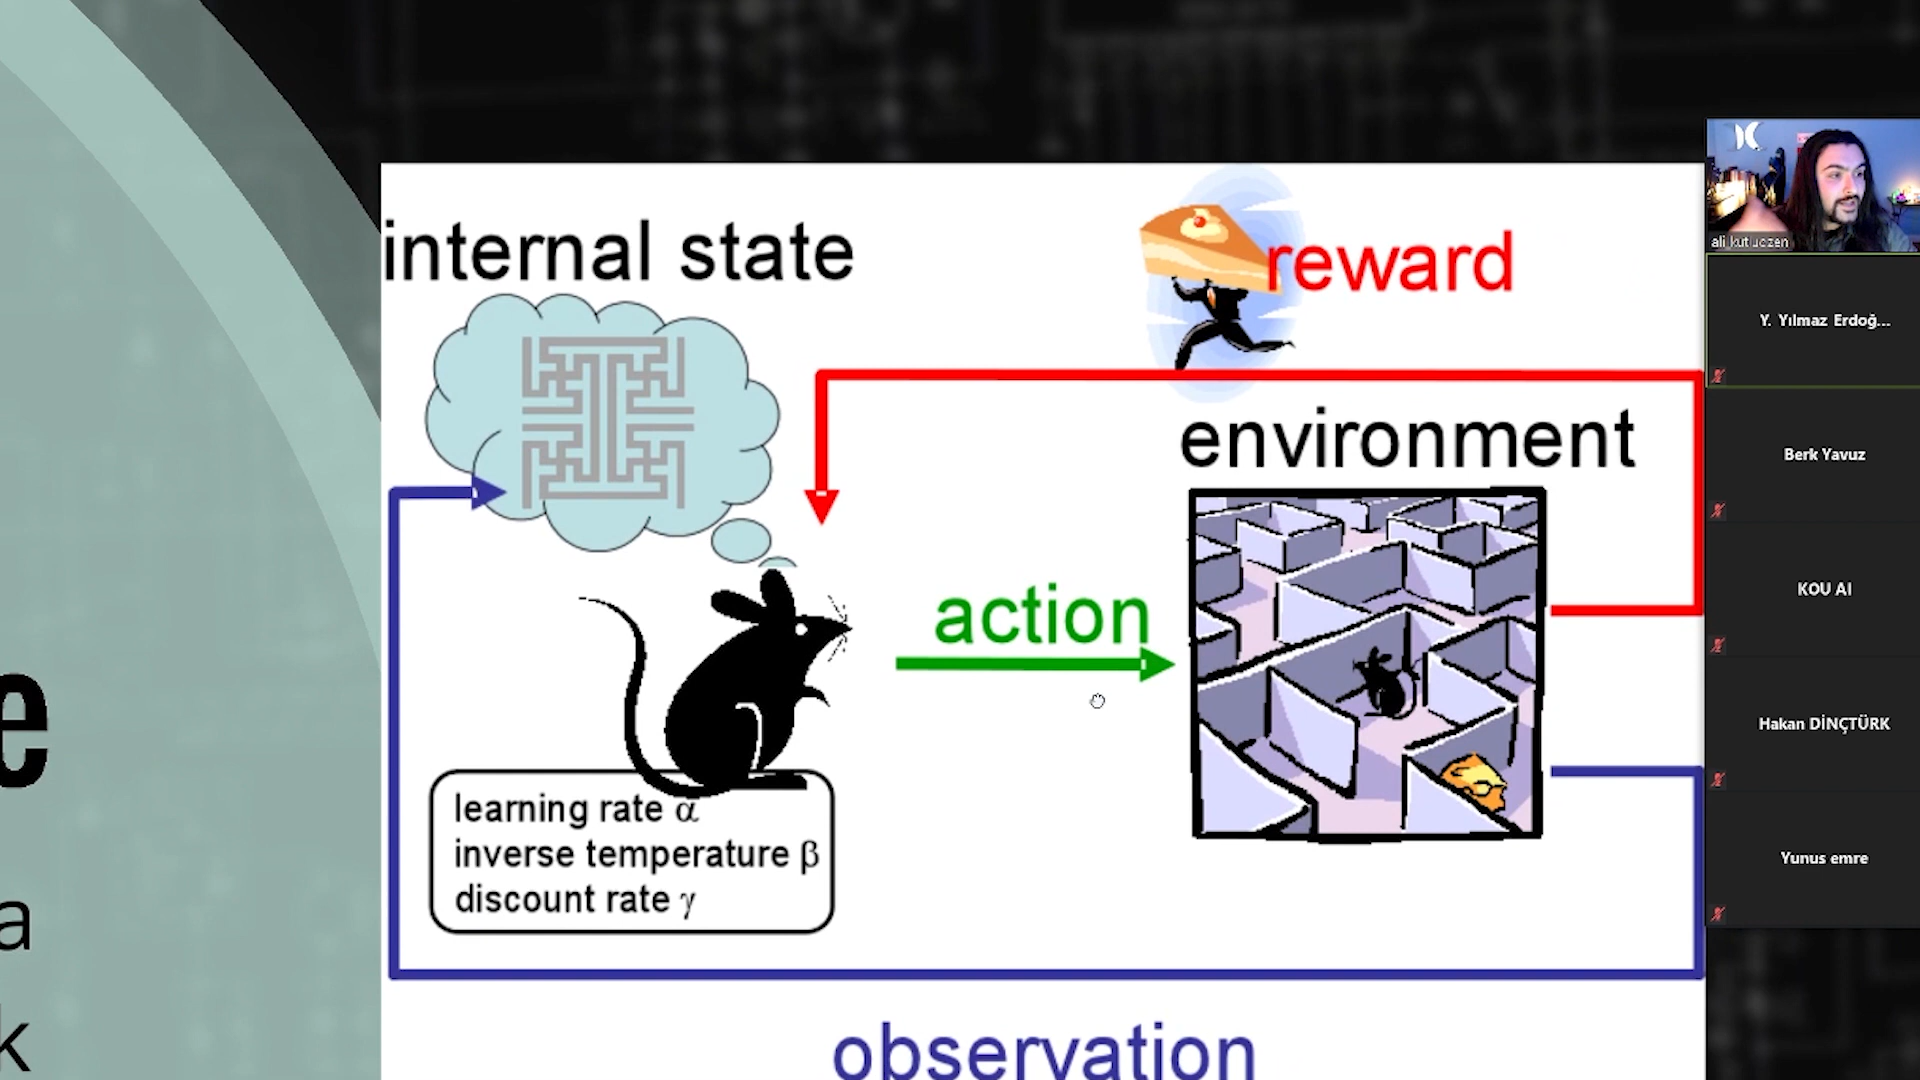 internal state
reward
environment
action
learning rate α
inverse temperature β
discount rate γ
observation
e
a
k
ali kutluozen
Y. Yılmaz Erdoğ...
Berk Yavuz
KOU AI
Hakan DİNÇTÜRK
Yunus emre